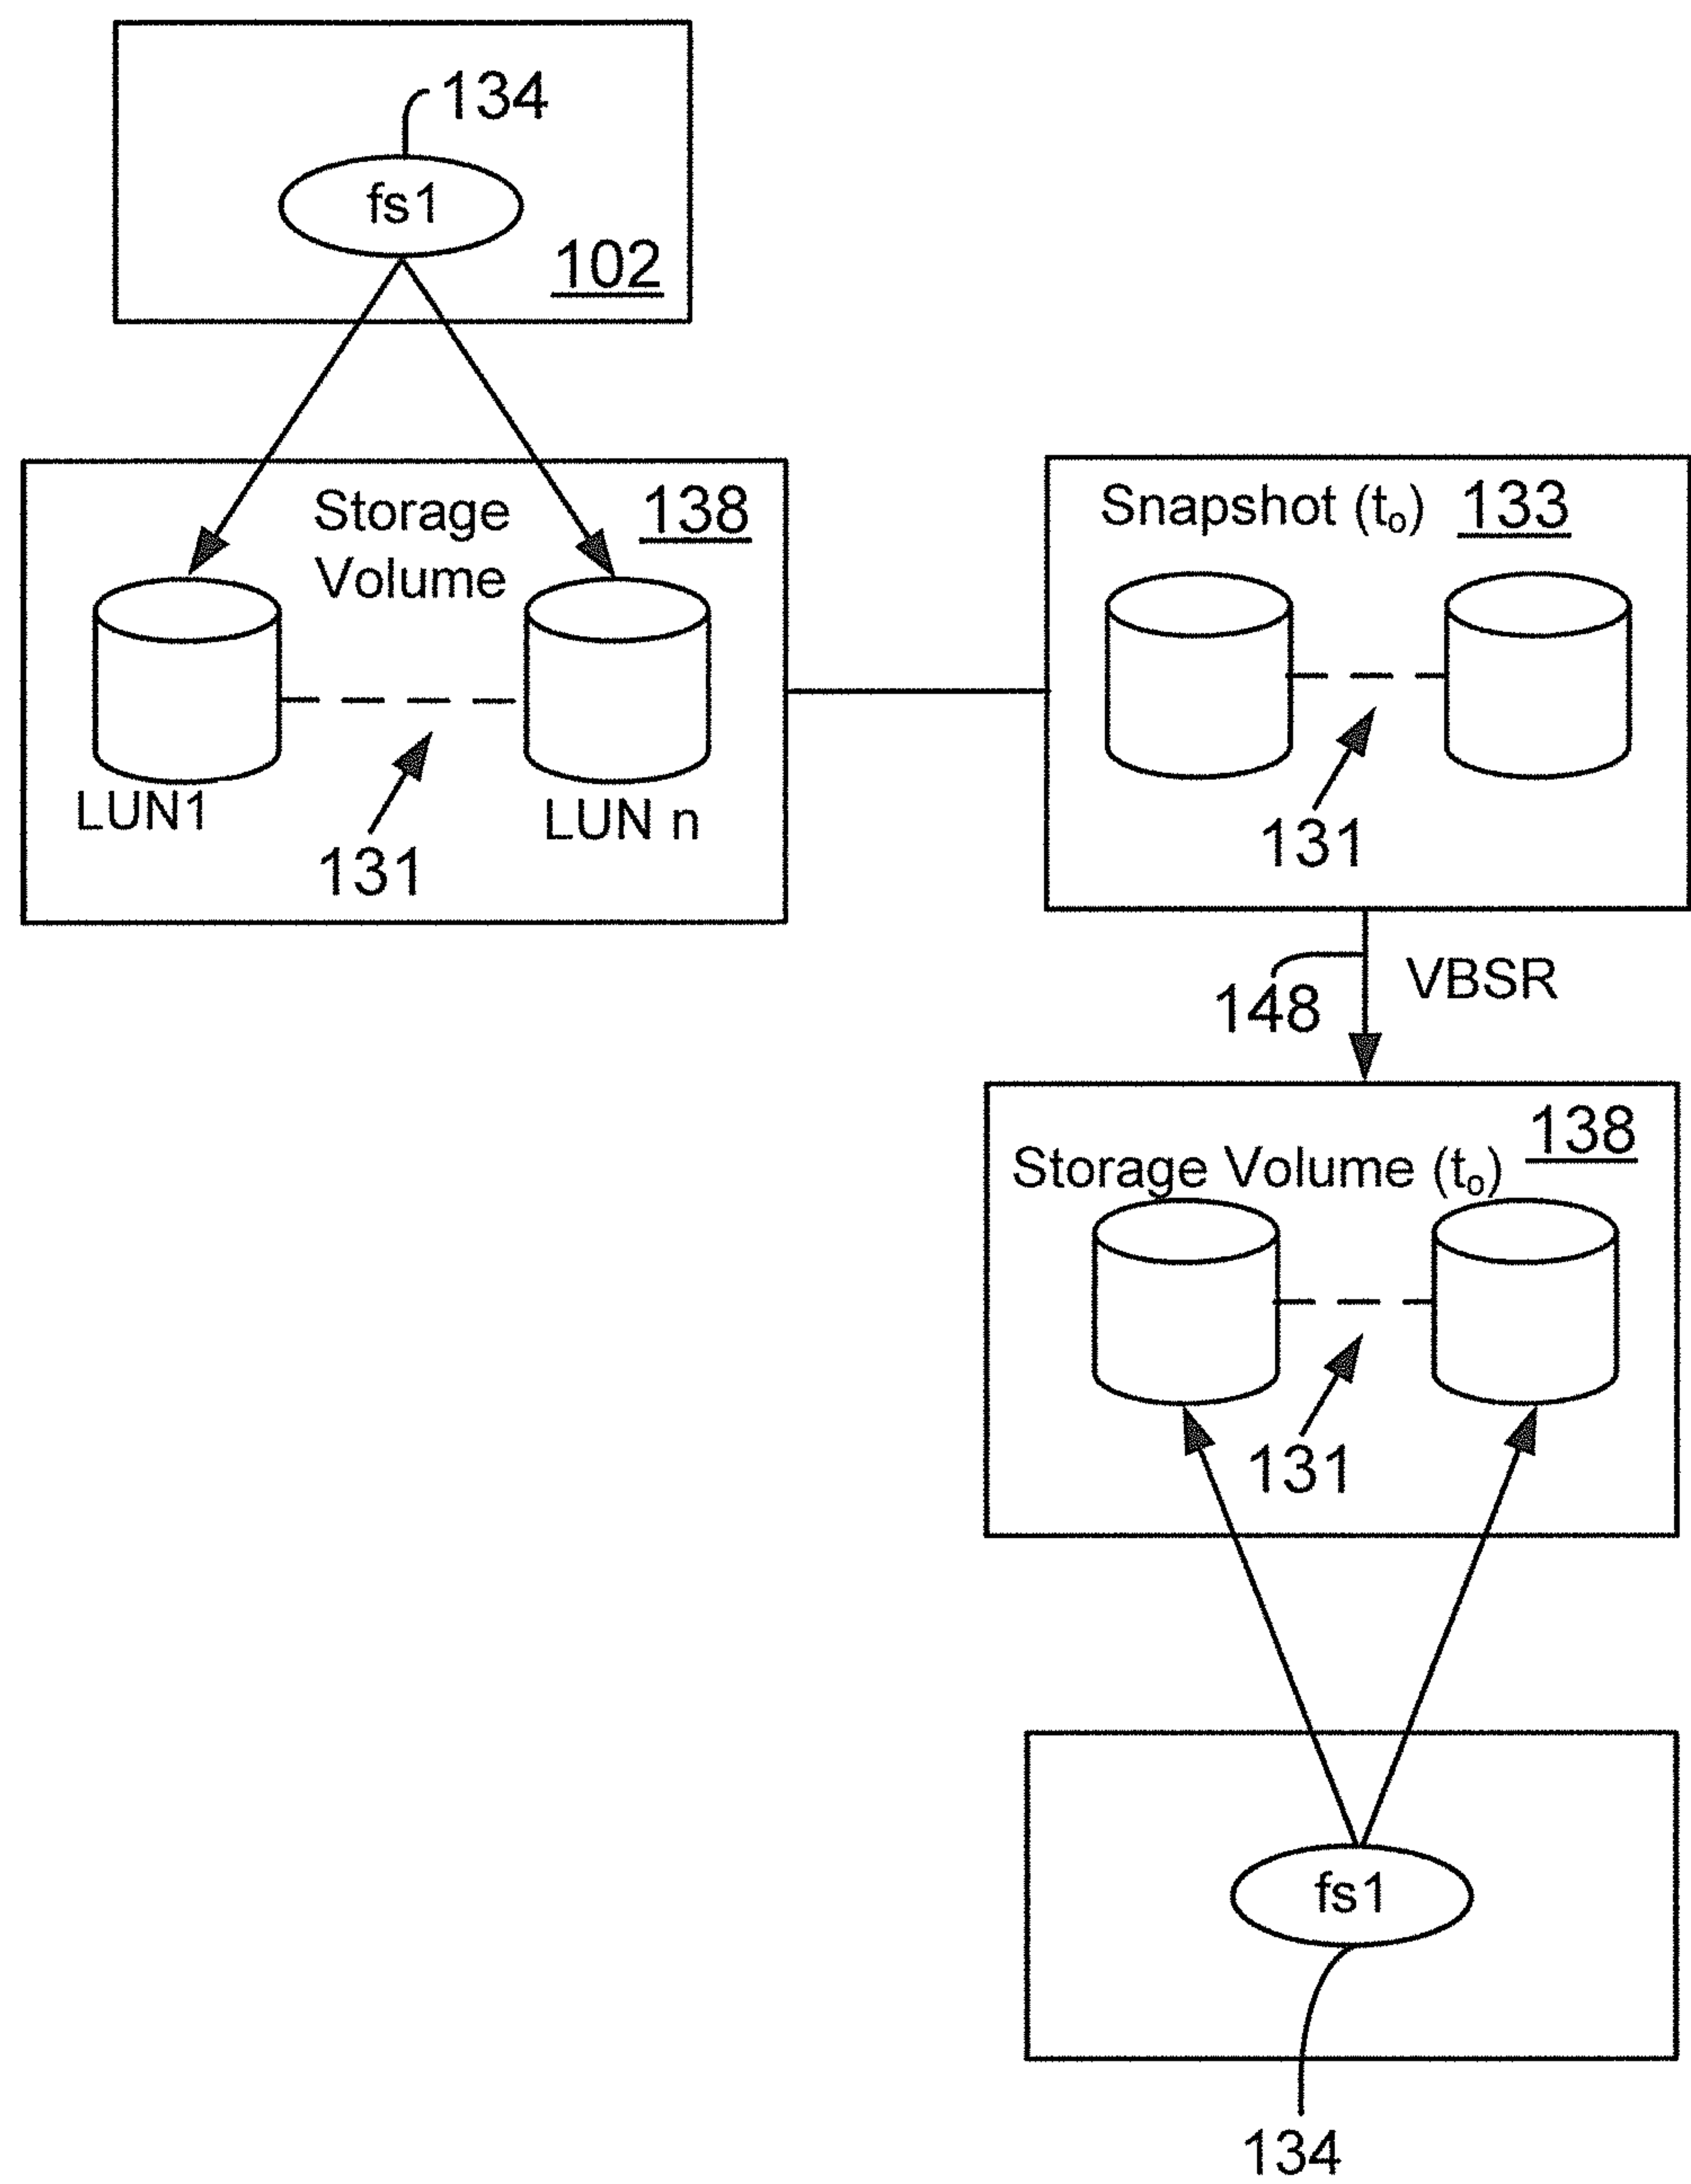 134
fs1
102
Storage
Volume
138
LUN1
LUN n
131
Snapshot (to) 133
131
148
VBSR
138
Storage Volume (to)
131
fs1
134